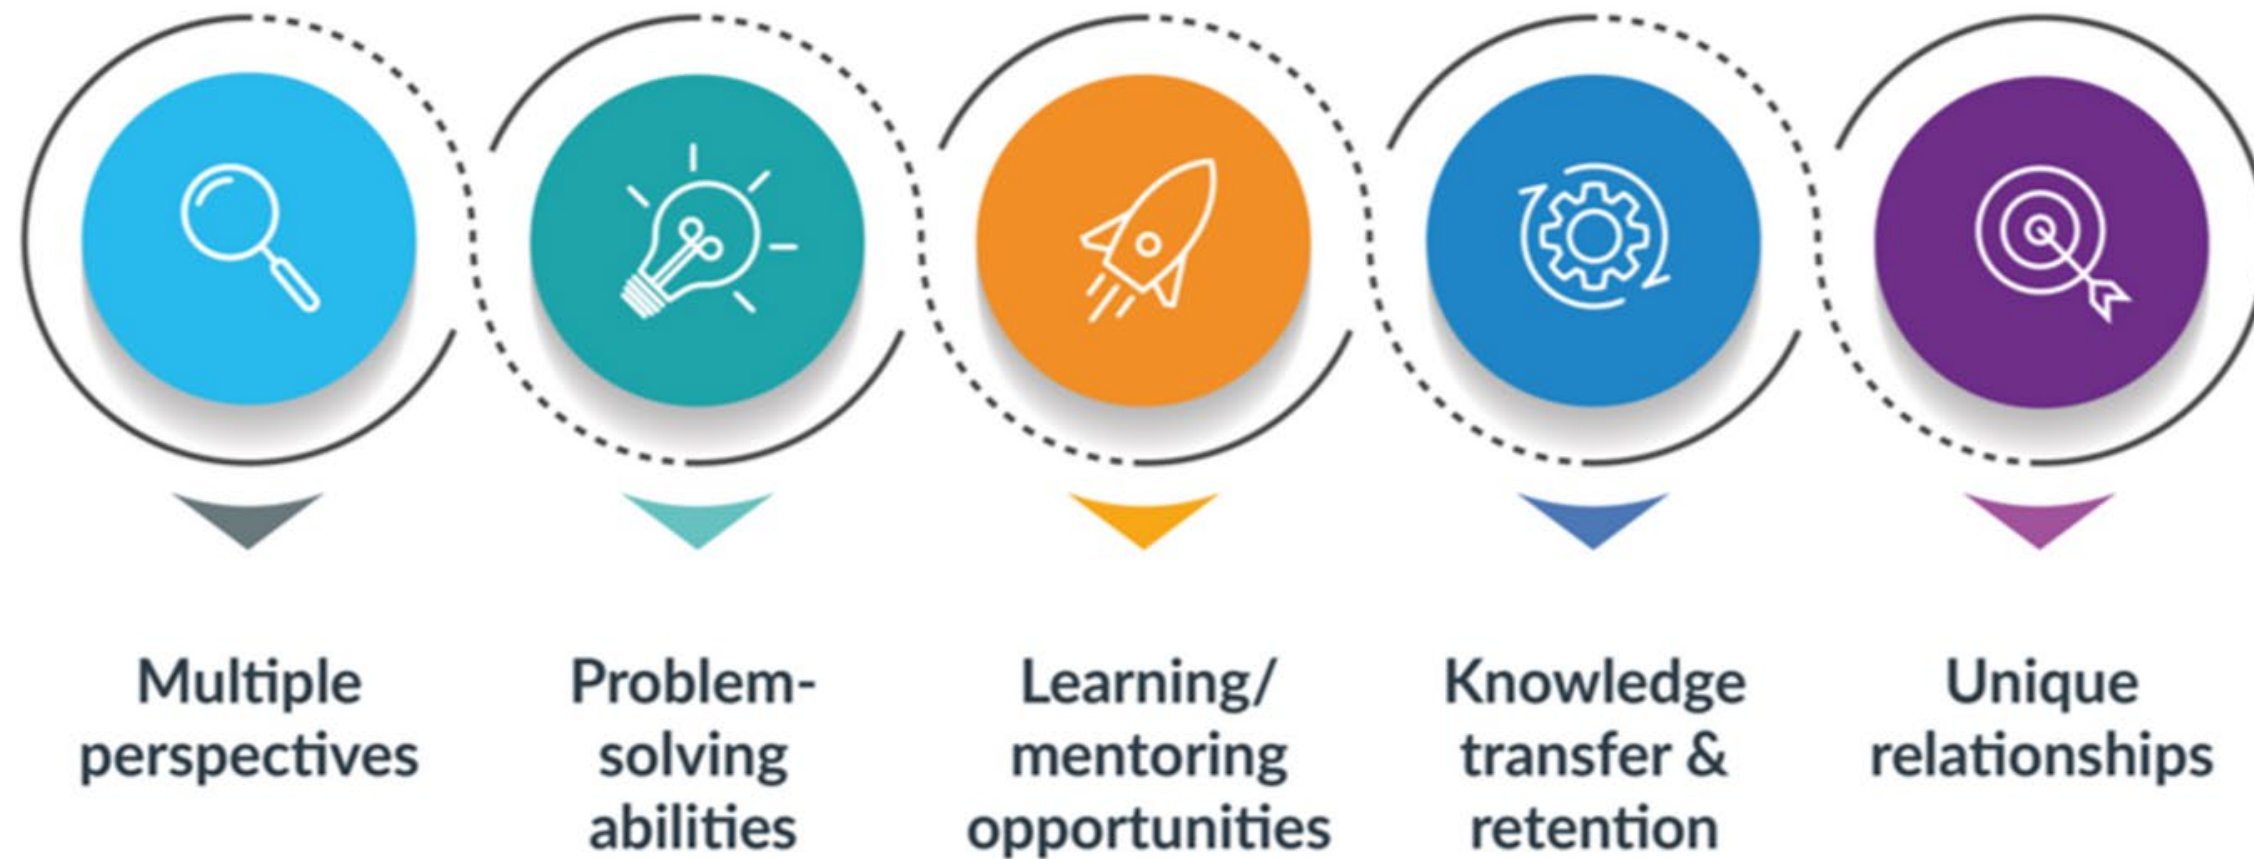 Multiple
perspectives
Problem-
solving
abilities
Learning/
mentoring
opportunities
Knowledge
transfer &
retention
Unique
relationships